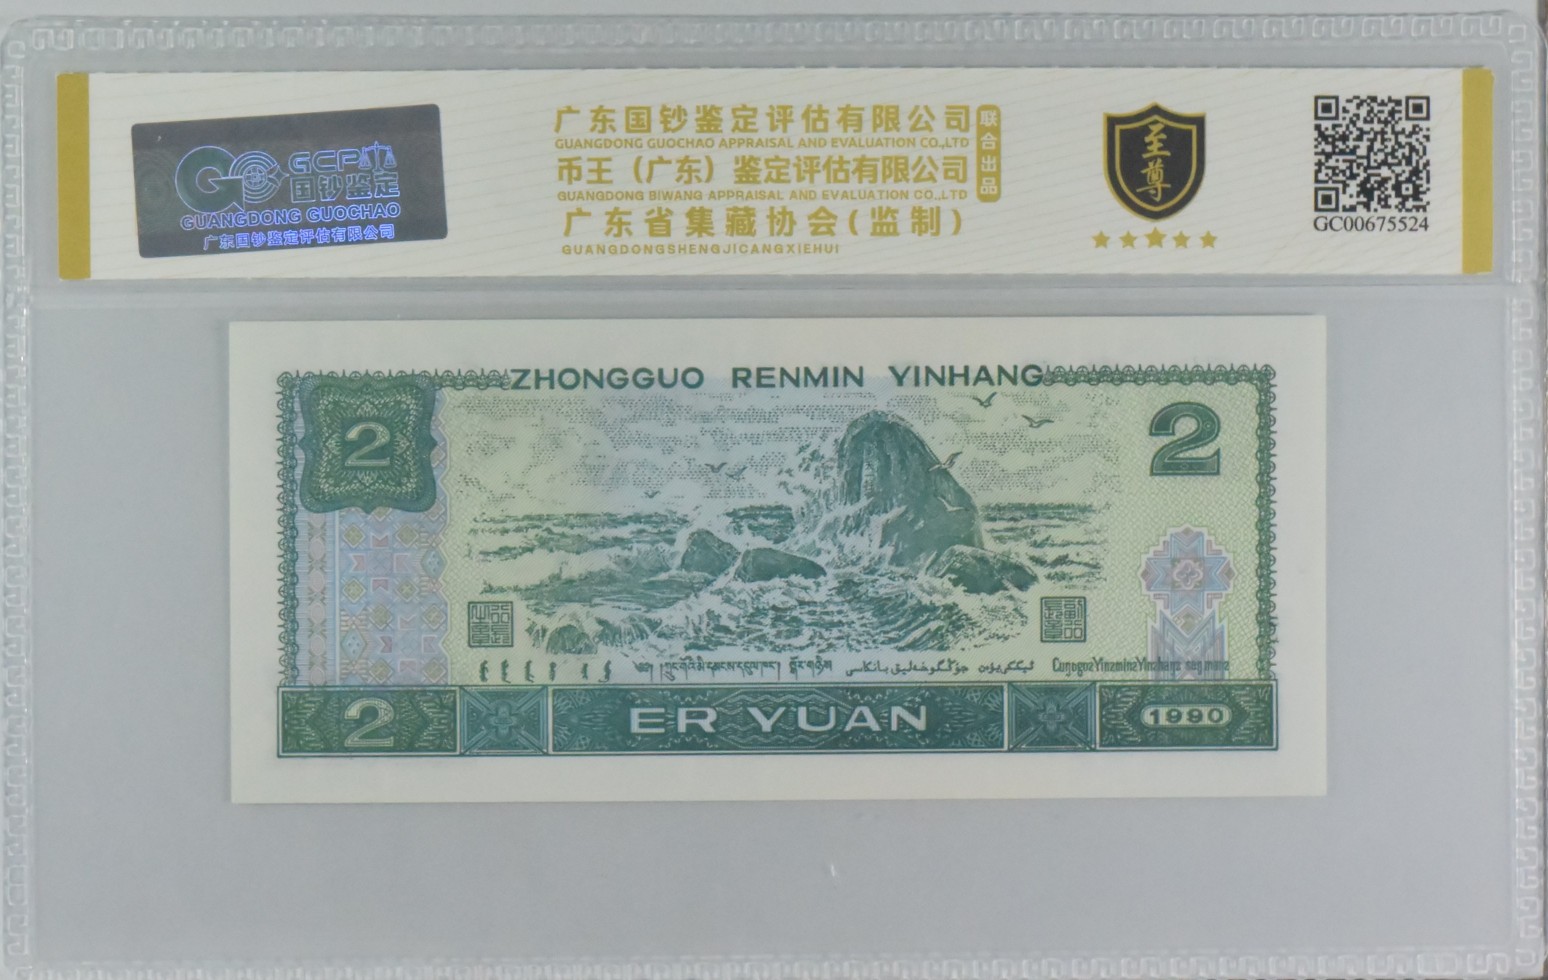 GCP
国钞鉴定
GUANGDONG GUOCHAO
广东国钞鉴定评估有限公司
广东国钞鉴定评估有限公司
GUANGDONG GUOCHAO APPRAISAL AND EVALUATION CO.,LTD
币王（广东）鉴定评估有限公司
GUANGDONG BIWANG APPRAISAL AND EVALUATION CO.,LTD
广东省集藏协会(监制)
GUANGDONGSHENGJICANGXIEHUI
联合出品
至尊
GC00675524
ZHONGGUO RENMIN YINHANG
2
2
2
ER YUAN
1990